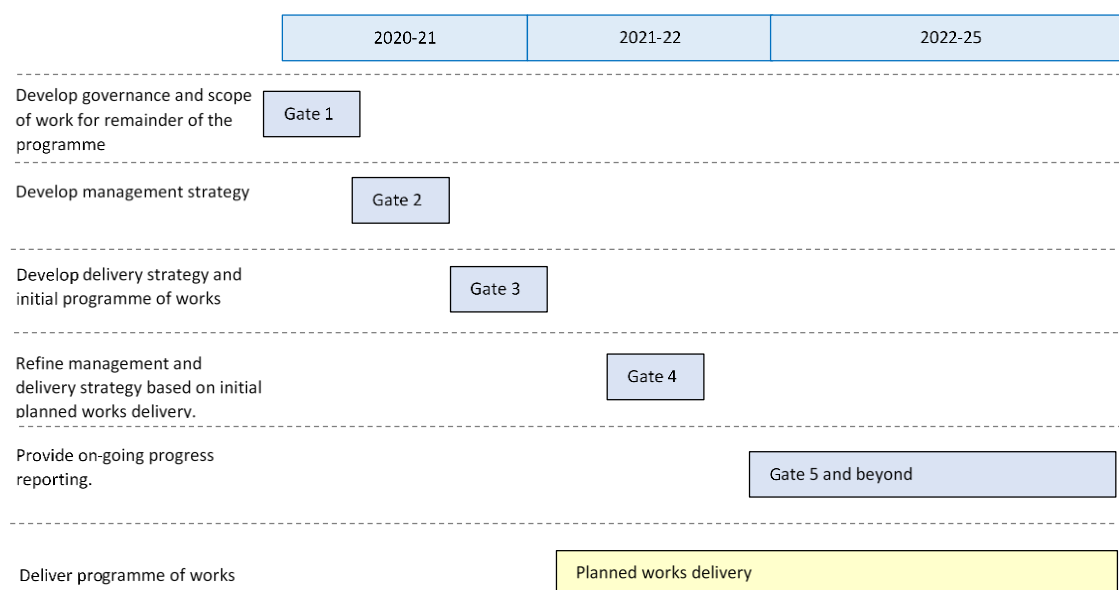 2020-21
2021-22
2022-25
Develop governance and scope
of work for remainder of the
programme
Gate 1
Develop management strategy
Gate 2
Develop delivery strategy and
initial programme of works
Gate 3
Refine management and
delivery strategy based on initial
planned works delivery.
Gate 4
Provide on-going progress
reporting.
Gate 5 and beyond
Deliver programme of works
Planned works delivery